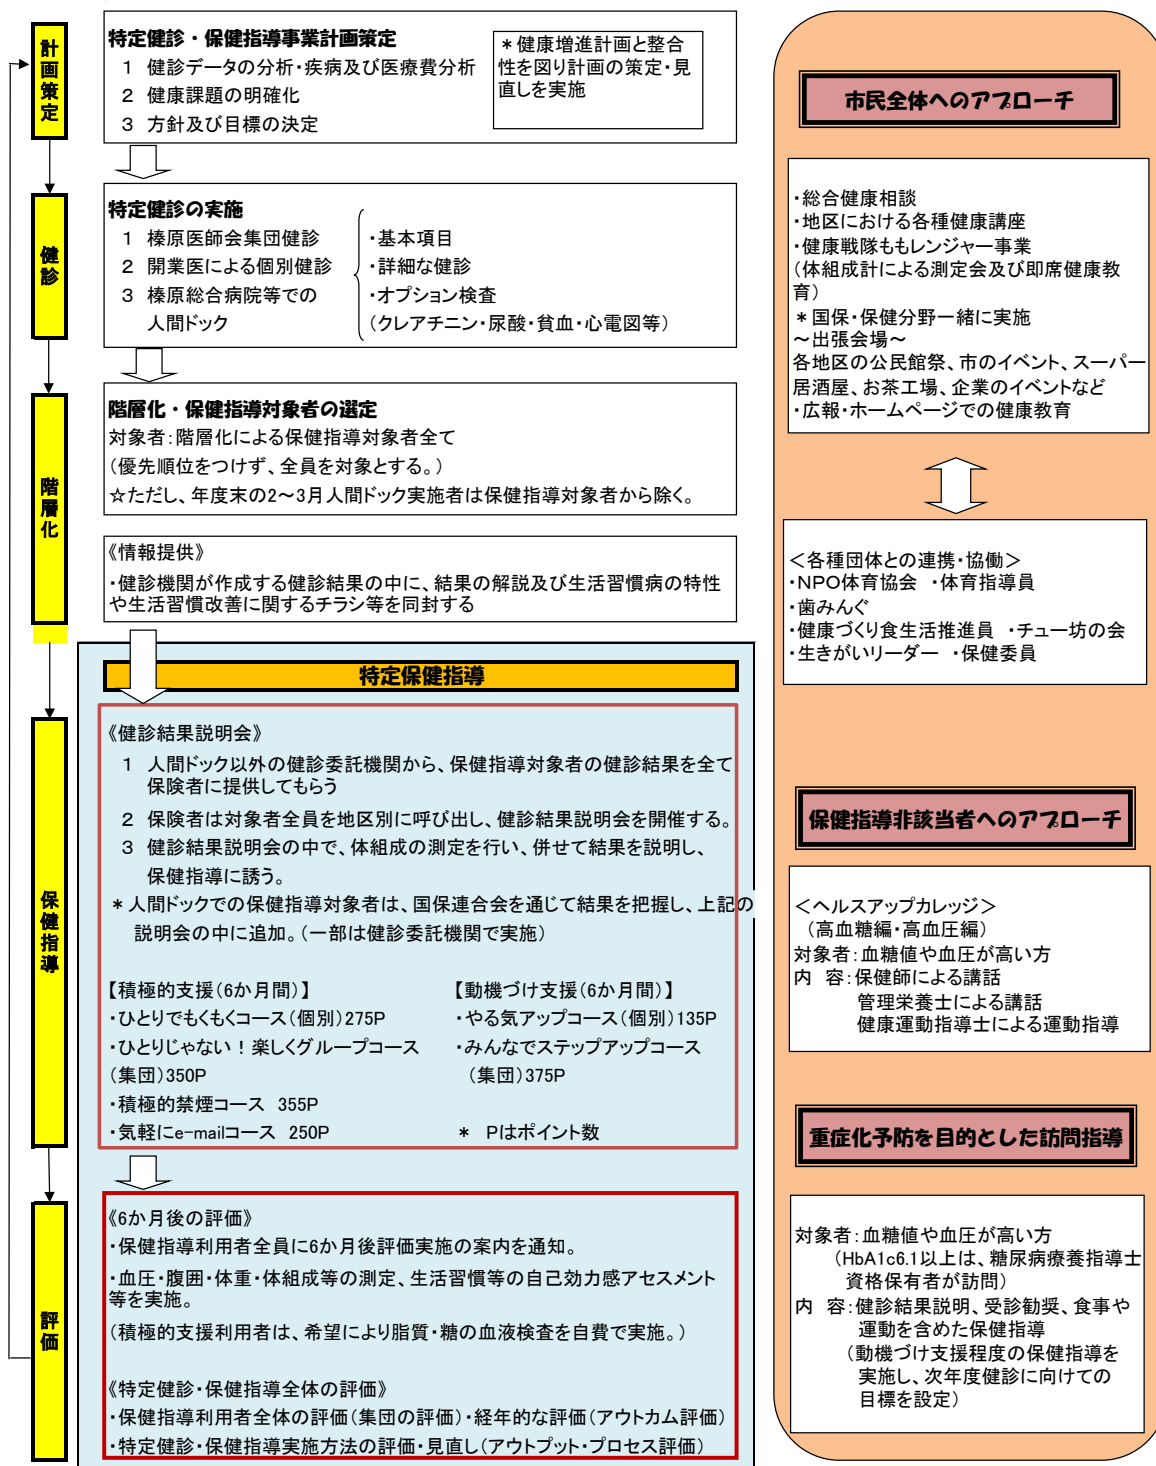 計画策定
特定健診・保健指導事業計画策定
1 健診データの分析・疾病及び医療費分析
2 健康課題の明確化
3 方針及び目標の決定
＊健康増進計画と整合
性を図り計画の策定・見
直しを実施
健診
特定健診の実施
1 榛原医師会集団健診
2 開業医による個別健診
3 榛原総合病院等での
人間ドック
・基本項目
・詳細な健診
・オプション検査
(クレアチニン・尿酸・貧血・心電図等)
階層化
階層化・保健指導対象者の選定
対象者:階層化による保健指導対象者全て
(優先順位をつけず、全員を対象とする。)
☆ただし、年度末の2～3月人間ドック実施者は保健指導対象者から除く。
《情報提供》
・健診機関が作成する健診結果の中に、結果の解説及び生活習慣病の特性
や生活習慣改善に関するチラシ等を同封する
保健指導
特定保健指導
《健診結果説明会》
1 人間ドック以外の健診委託機関から、保健指導対象者の健診結果を全て
保険者に提供してもらう
2 保険者は対象者全員を地区別に呼び出し、健診結果説明会を開催する。
3 健診結果説明会の中で、体組成の測定を行い、併せて結果を説明し、
保健指導に誘う。
＊人間ドックでの保健指導対象者は、国保連合会を通じて結果を把握し、上記の
説明会の中に追加。(一部は健診委託機関で実施)
【積極的支援(6か月間)】
・ひとりでもくもくコース(個別)275P
・ひとりじゃない！楽しくグループコース
(集団)350P
・積極的禁煙コース 355P
・気軽にe-mailコース 250P
【動機づけ支援(6か月間)】
・やる気アップコース(個別)135P
・みんなでステップアップコース
(集団)375P
＊ Pはポイント数
評価
《6か月後の評価》
・保健指導利用者全員に6か月後評価実施の案内を通知。
・血圧・腹囲・体重・体組成等の測定、生活習慣等の自己効力感アセスメント
等を実施。
(積極的支援利用者は、希望により脂質・糖の血液検査を自費で実施。)
《特定健診・保健指導全体の評価》
・保健指導利用者全体の評価(集団の評価)・経年的な評価(アウトカム評価)
・特定健診・保健指導実施方法の評価・見直し(アウトプット・プロセス評価)
市民全体へのアプローチ
・総合健康相談
・地区における各種健康講座
・健康戦隊ももレンジャー事業
(体組成計による測定会及び即席健康教
育)
＊国保・保健分野一緒に実施
～出張会場～
各地区の公民館祭、市のイベント、スーパー
居酒屋、お茶工場、企業のイベントなど
・広報・ホームページでの健康教育
＜各種団体との連携・協働＞
・NPO体育協会 ・体育指導員
・歯みんぐ
・健康づくり食生活推進員 ・チュー坊の会
・生きがいリーダー ・保健委員
保健指導非該当者へのアプローチ
＜ヘルスアップカレッジ＞
(高血糖編・高血圧編)
対象者:血糖値や血圧が高い方
内 容:保健師による講話
管理栄養士による講話
健康運動指導士による運動指導
重症化予防を目的とした訪問指導
対象者:血糖値や血圧が高い方
(HbA1c6.1以上は、糖尿病療養指導士
資格保有者が訪問)
内 容:健診結果説明、受診勧奨、食事や
運動を含めた保健指導
(動機づけ支援程度の保健指導を
実施し、次年度健診に向けての
目標を設定)